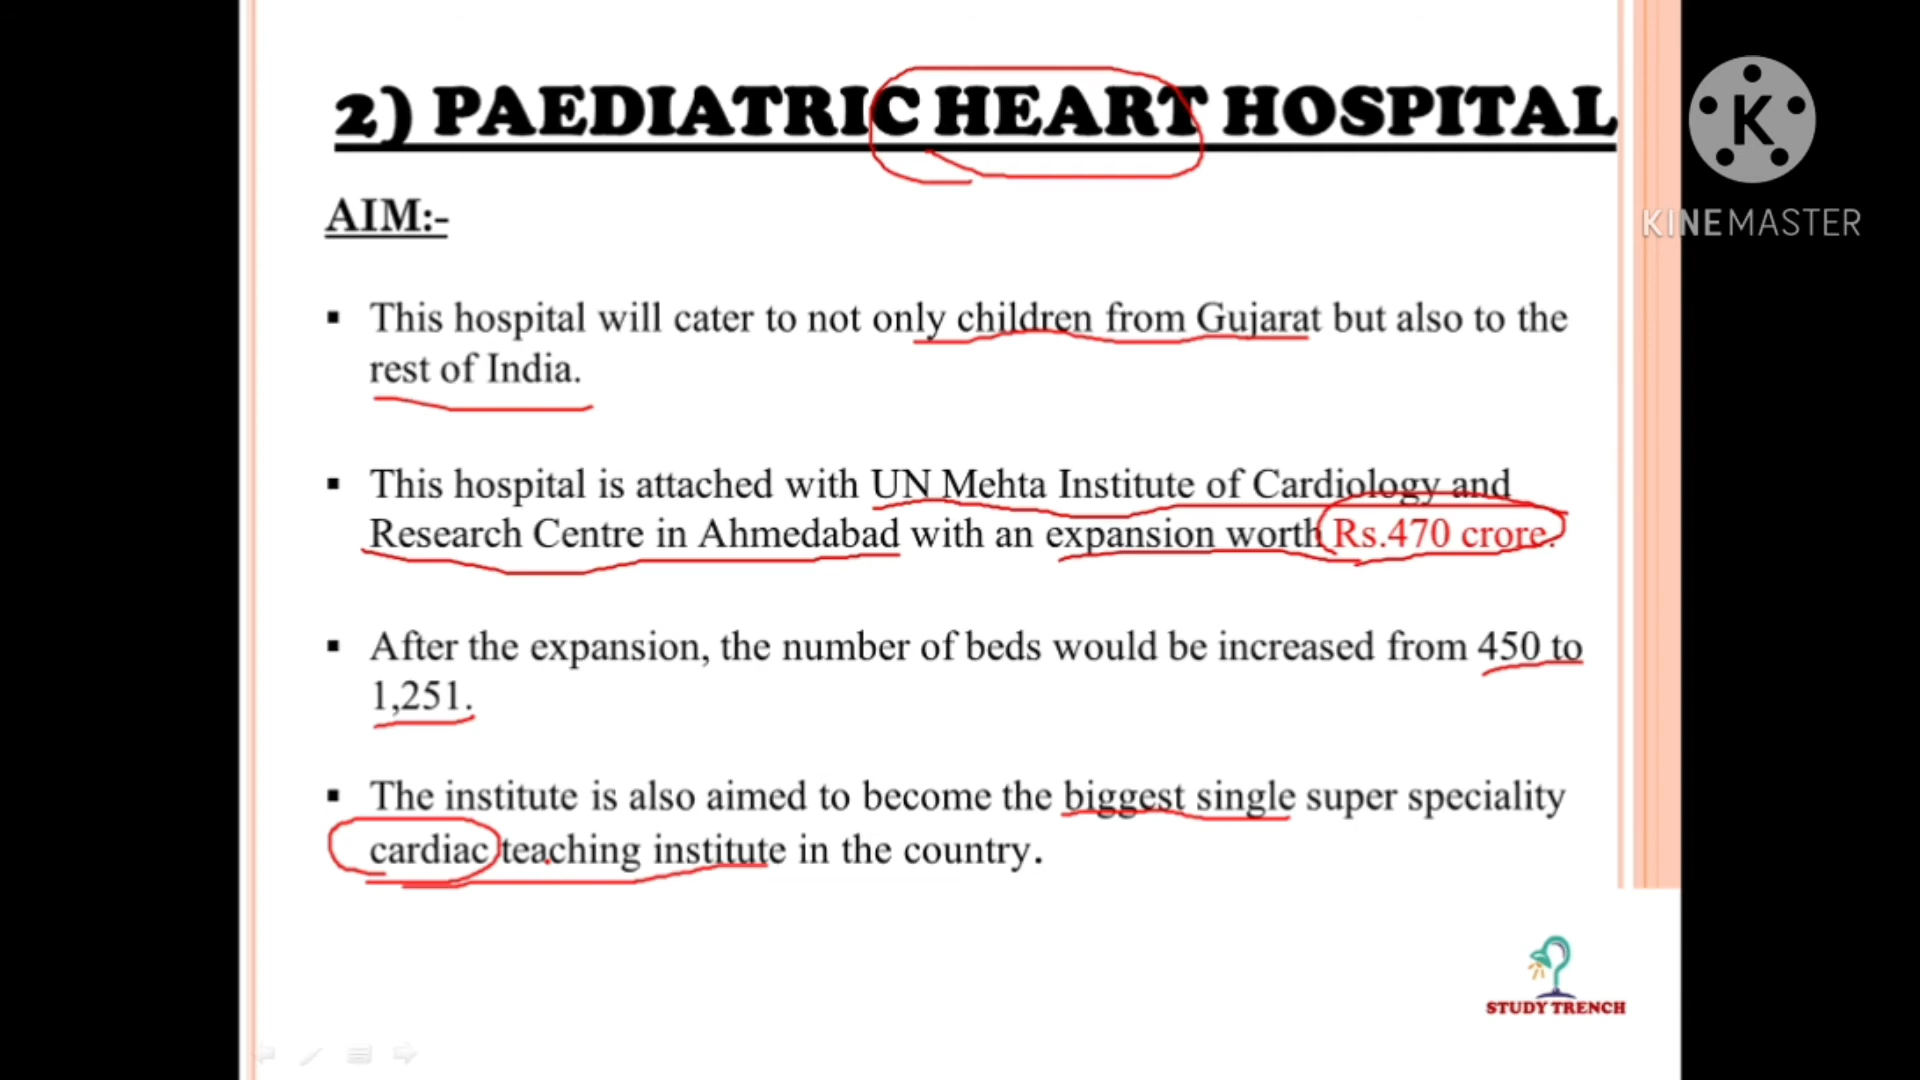 2) PAEDIATRIC HEART HOSPITAL
K
KINEMASTER
AIM:-
▪ This hospital will cater to not only children from Gujarat but also to the
rest of India.
▪ This hospital is attached with UN Mehta Institute of Cardiology and
Research Centre in Ahmedabad with an expansion worth Rs.470 crore.
▪ After the expansion, the number of beds would be increased from 450 to
1,251.
▪ The institute is also aimed to become the biggest single super speciality
cardiac teaching institute in the country.
STUDY TRENCH